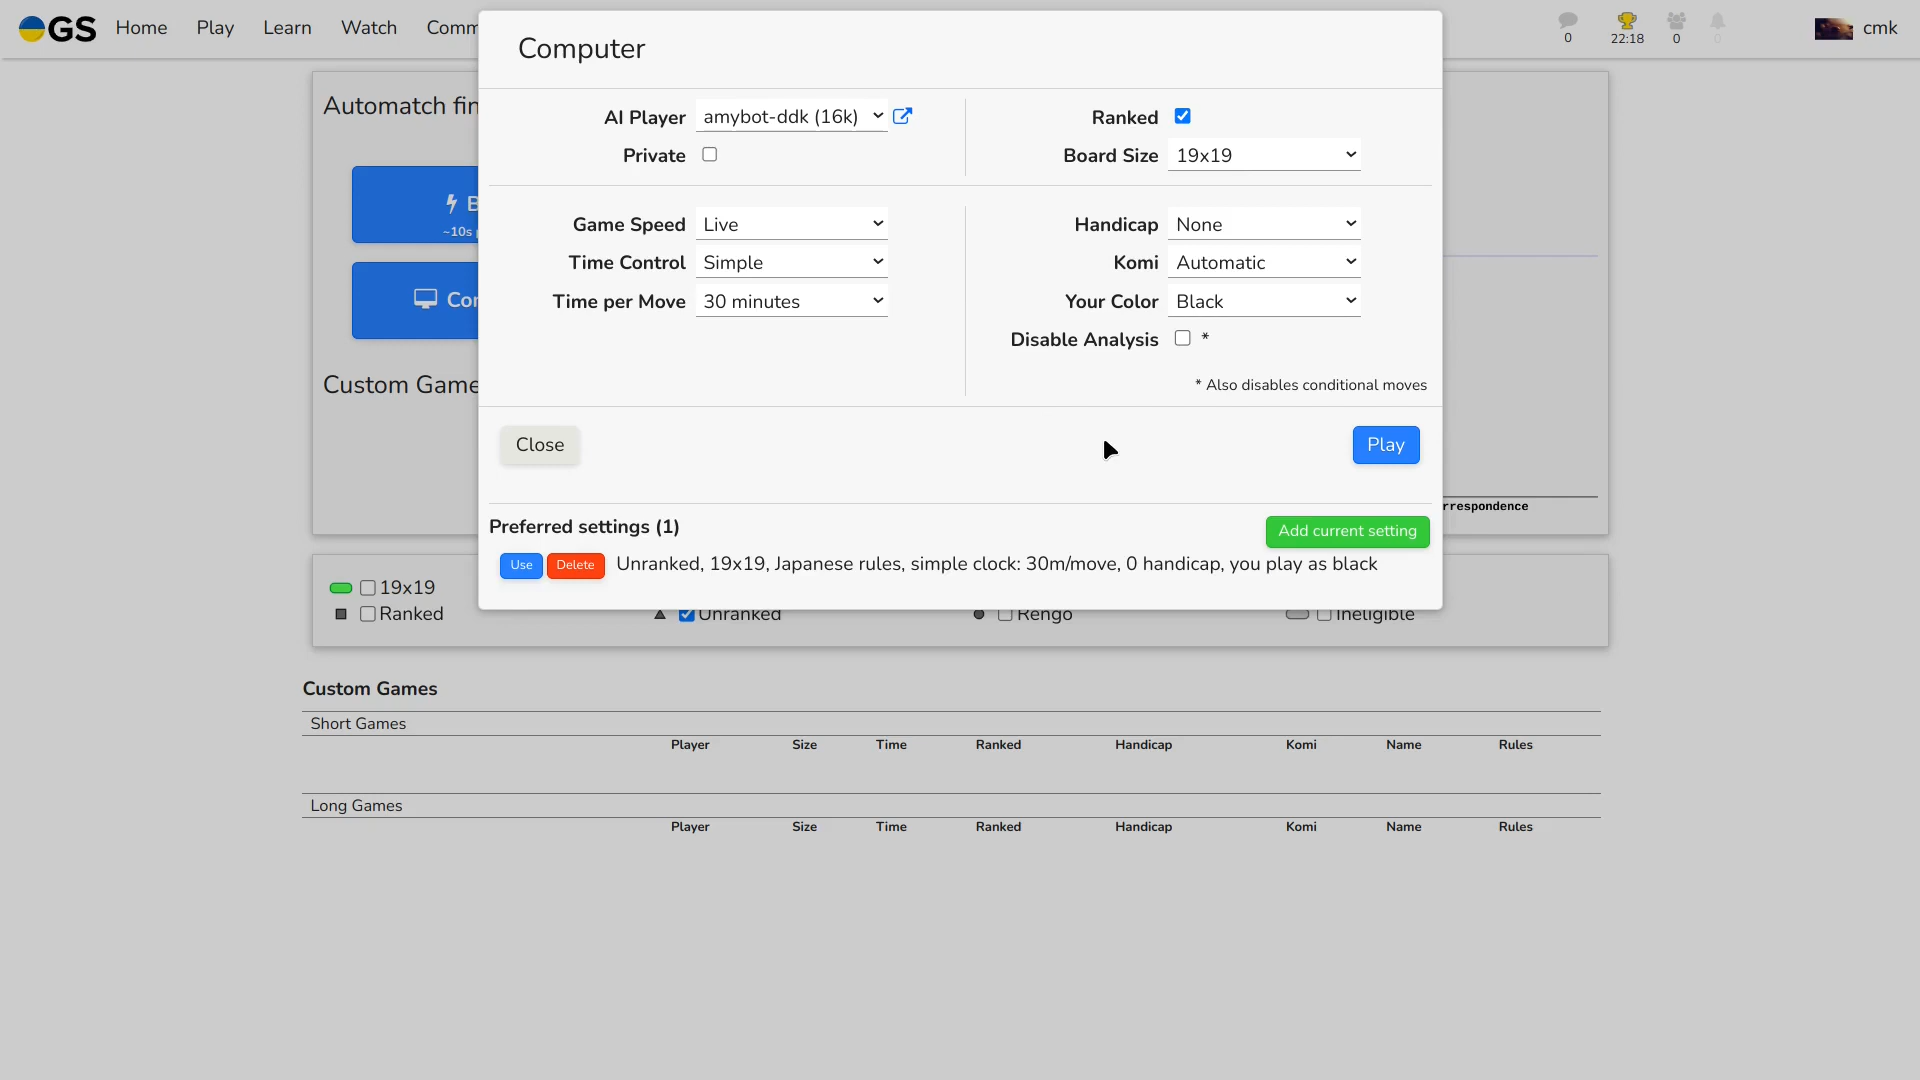 GS Home Play Learn Watch Comm 0 22:18 0 0 cmk
Computer
Automatch fin
AI Player amybot-ddk (16k) Ranked
Private Board Size 19x19
B
~10s
Game Speed Live Handicap None
Time Control Simple Komi Automatic
Time per Move 30 minutes Your Color Black
Disable Analysis *
* Also disables conditional moves
Con
Custom Game
Close Play
rrespondence
Preferred settings (1) Add current setting
Use Delete Unranked, 19x19, Japanese rules, simple clock: 30m/move, 0 handicap, you play as black
19x19
Ranked Unranked Rengo Ineligible
Custom Games
Short Games
Player Size Time Ranked Handicap Komi Name Rules
Long Games
Player Size Time Ranked Handicap Komi Name Rules